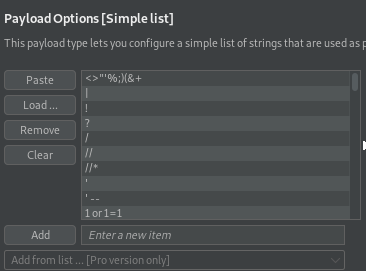 Payload Options [Simple list]
This payload type lets you configure a simple list of strings that are used as p
Paste
Load ...
Remove
Clear
<>"'%;)(&+
|
!
?
/
//
//*
'
' --
1 or 1=1
Add
Enter a new item
Add from list ... [Pro version only]